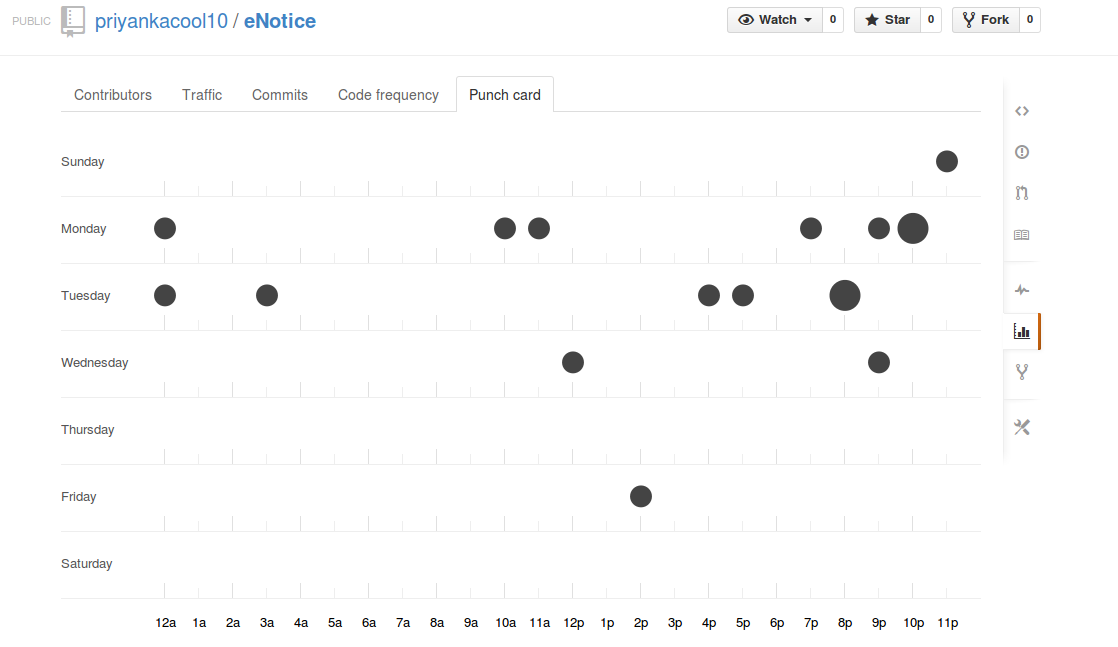 PUBLIC priyankacool10 / eNotice Watch 0 Star 0 Fork 0
Contributors Traffic Commits Code frequency Punch card
Sunday
Monday
Tuesday
Wednesday
Thursday
Friday
Saturday
12a 1a 2a 3a 4a 5a 6a 7a 8a 9a 10a 11a 12p 1p 2p 3p 4p 5p 6p 7p 8p 9p 10p 11p